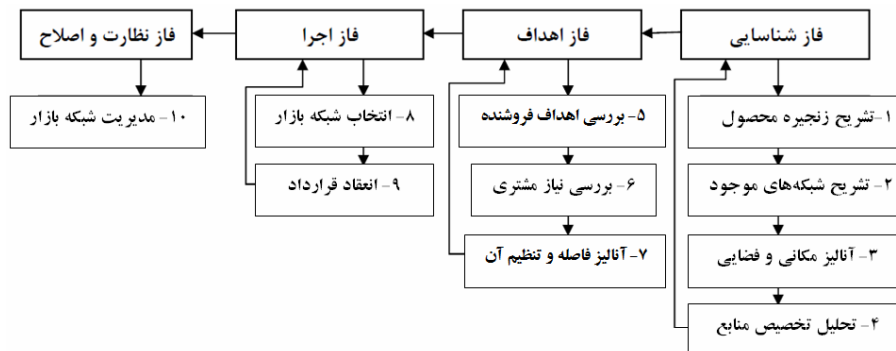 فاز شناسایی
فاز اهداف
فاز اجرا
فاز نظارت و اصلاح
۱-تشریح زنجیره محصول
۲- تشریح شبکه‌های موجود
۳- آنالیز مکانی و فضایی
۴- تحلیل تخصیص منابع
۵- بررسی اهداف فروشنده
۶- بررسی نیاز مشتری
۷- آنالیز فاصله و تنظیم آن
۸- انتخاب شبکه بازار
۹- انعقاد قرارداد
۱۰- مدیریت شبکه بازار